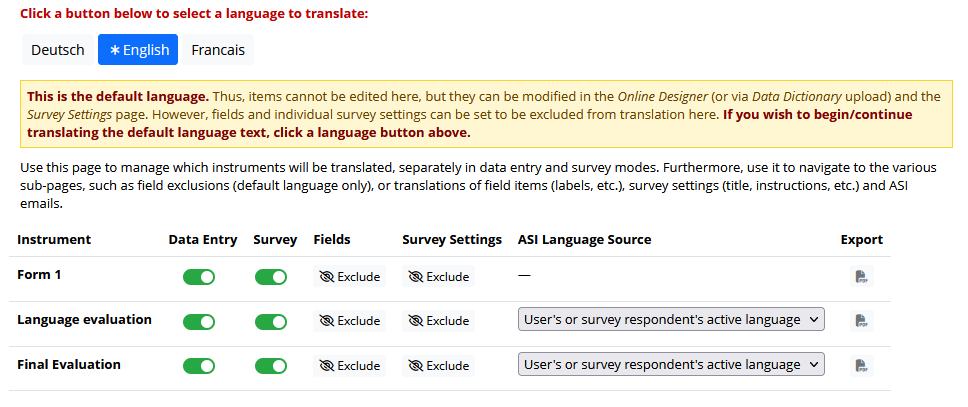 Click a button below to select a language to translate:
Deutsch
* English
Francais
This is the default language. Thus, items cannot be edited here, but they can be modified in the Online Designer (or via Data Dictionary upload) and the
Survey Settings page. However, fields and individual survey settings can be set to be excluded from translation here. If you wish to begin/continue
translating the default language text, click a language button above.
Use this page to manage which instruments will be translated, separately in data entry and survey modes. Furthermore, use it to navigate to the various
sub-pages, such as field exclusions (default language only), or translations of field items (labels, etc.), survey settings (title, instructions, etc.) and ASI
emails.
Instrument Data Entry Survey Fields Survey Settings ASI Language Source Export
Form 1 Exclude Exclude — PDF
Language evaluation Exclude Exclude User's or survey respondent's active language PDF
Final Evaluation Exclude Exclude User's or survey respondent's active language PDF